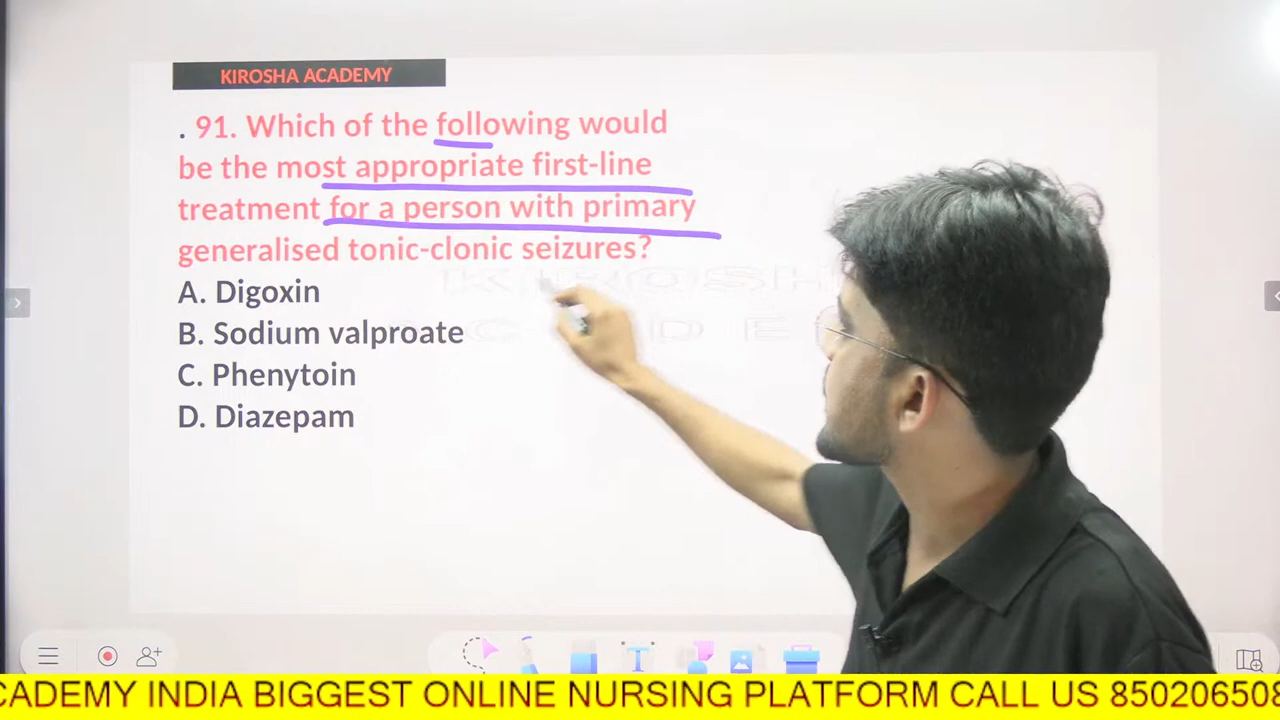 KIROSHA ACADEMY
. 91. Which of the following would
be the most appropriate first-line
treatment for a person with primary
generalised tonic-clonic seizures?
A. Digoxin
B. Sodium valproate
C. Phenytoin
D. Diazepam
CADEMY INDIA BIGGEST ONLINE NURSING PLATFORM CALL US 850206508